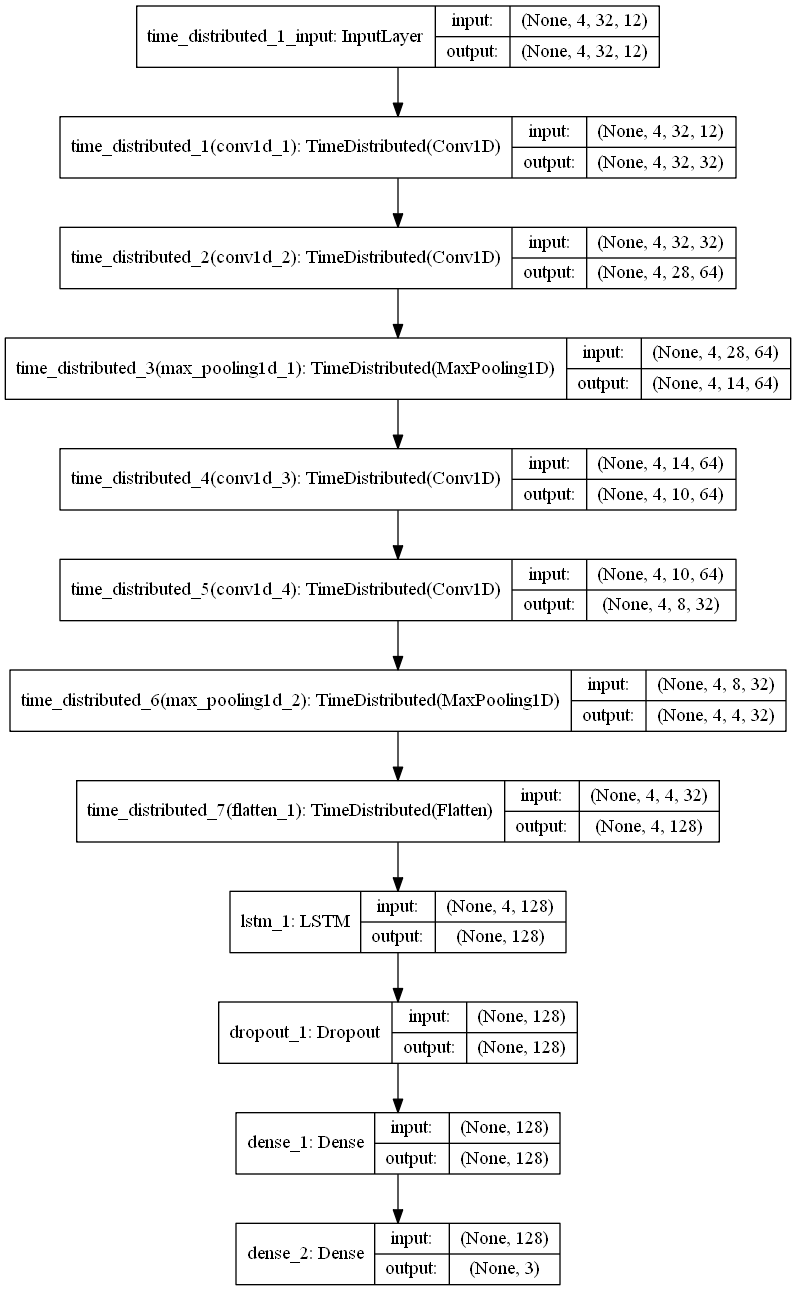 time_distributed_1_input: InputLayer
input: (None, 4, 32, 12)
output: (None, 4, 32, 12)
time_distributed_1(conv1d_1): TimeDistributed(Conv1D)
input: (None, 4, 32, 12)
output: (None, 4, 32, 32)
time_distributed_2(conv1d_2): TimeDistributed(Conv1D)
input: (None, 4, 32, 32)
output: (None, 4, 28, 64)
time_distributed_3(max_pooling1d_1): TimeDistributed(MaxPooling1D)
input: (None, 4, 28, 64)
output: (None, 4, 14, 64)
time_distributed_4(conv1d_3): TimeDistributed(Conv1D)
input: (None, 4, 14, 64)
output: (None, 4, 10, 64)
time_distributed_5(conv1d_4): TimeDistributed(Conv1D)
input: (None, 4, 10, 64)
output: (None, 4, 8, 32)
time_distributed_6(max_pooling1d_2): TimeDistributed(MaxPooling1D)
input: (None, 4, 8, 32)
output: (None, 4, 4, 32)
time_distributed_7(flatten_1): TimeDistributed(Flatten)
input: (None, 4, 4, 32)
output: (None, 4, 128)
lstm_1: LSTM
input: (None, 4, 128)
output: (None, 128)
dropout_1: Dropout
input: (None, 128)
output: (None, 128)
dense_1: Dense
input: (None, 128)
output: (None, 128)
dense_2: Dense
input: (None, 128)
output: (None, 3)